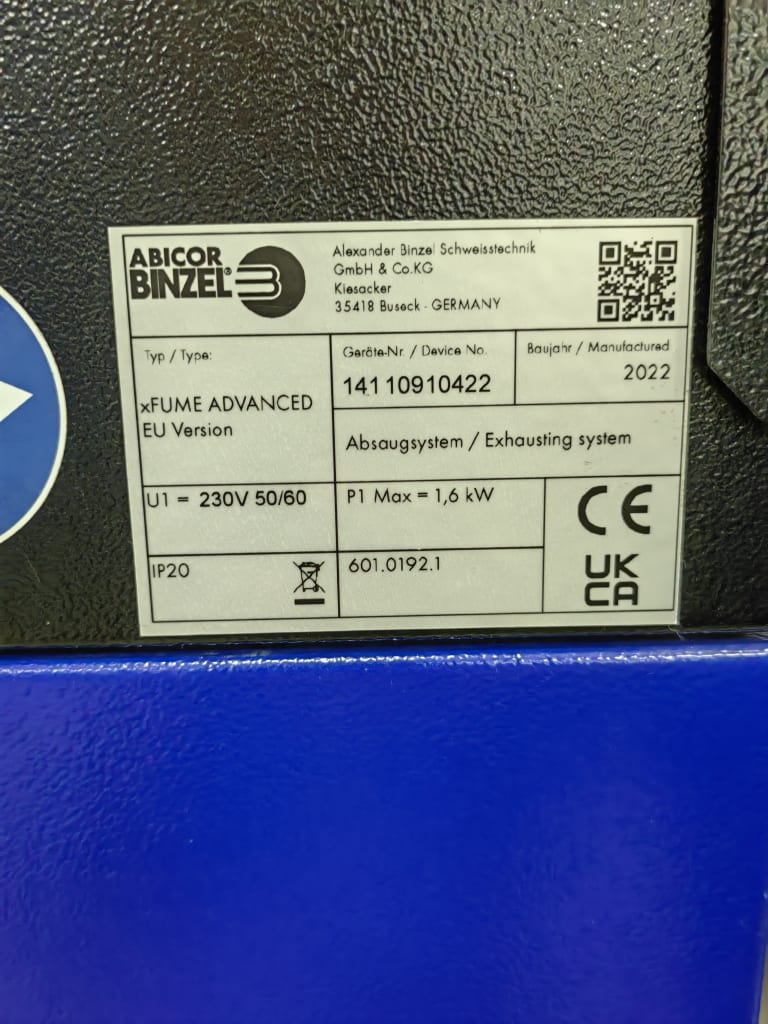 ABICOR
BINZEL®
Alexander Binzel Schweisstechnik
GmbH & Co.KG
Kiesacker
35418 Buseck - GERMANY
Typ / Type:
xFUME ADVANCED
EU Version
Geräte-Nr. / Device No.
14110910422
Baujahr / Manufactured
2022
Absaugsystem / Exhausting system
U1 = 230V 50/60
P1 Max = 1,6 kW
IP20
601.0192.1
CE
UK
CA